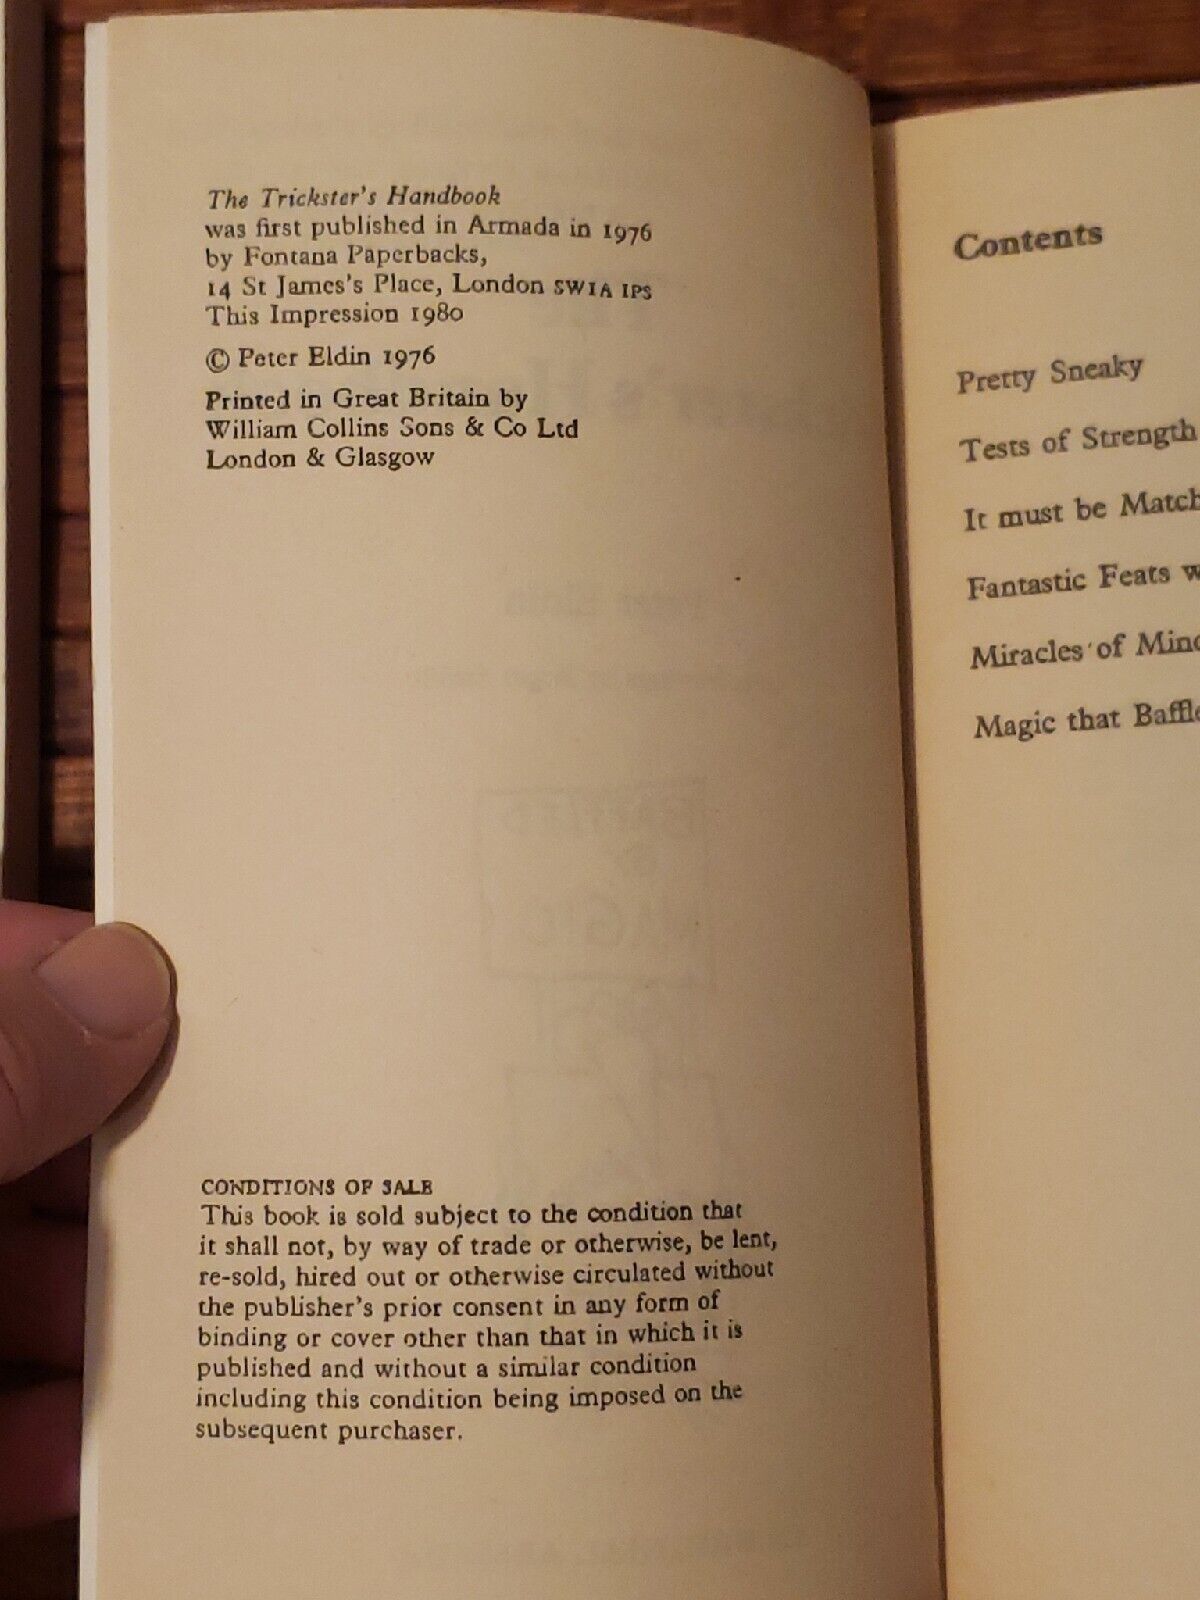 The Trickster's Handbook
was first published in Armada in 1976
by Fontana Paperbacks,
14 St James's Place, London SW1A 1PS
This Impression 1980
© Peter Eldin 1976
Printed in Great Britain by
William Collins Sons & Co Ltd
London & Glasgow
CONDITIONS OF SALE
This book is sold subject to the condition that
it shall not, by way of trade or otherwise, be lent,
re-sold, hired out or otherwise circulated without
the publisher's prior consent in any form of
binding or cover other than that in which it is
published and without a similar condition
including this condition being imposed on the
subsequent purchaser.
Contents
Pretty Sneaky
Tests of Strength
It must be Match
Fantastic Feats w
Miracles of Mind
Magic that Baffle